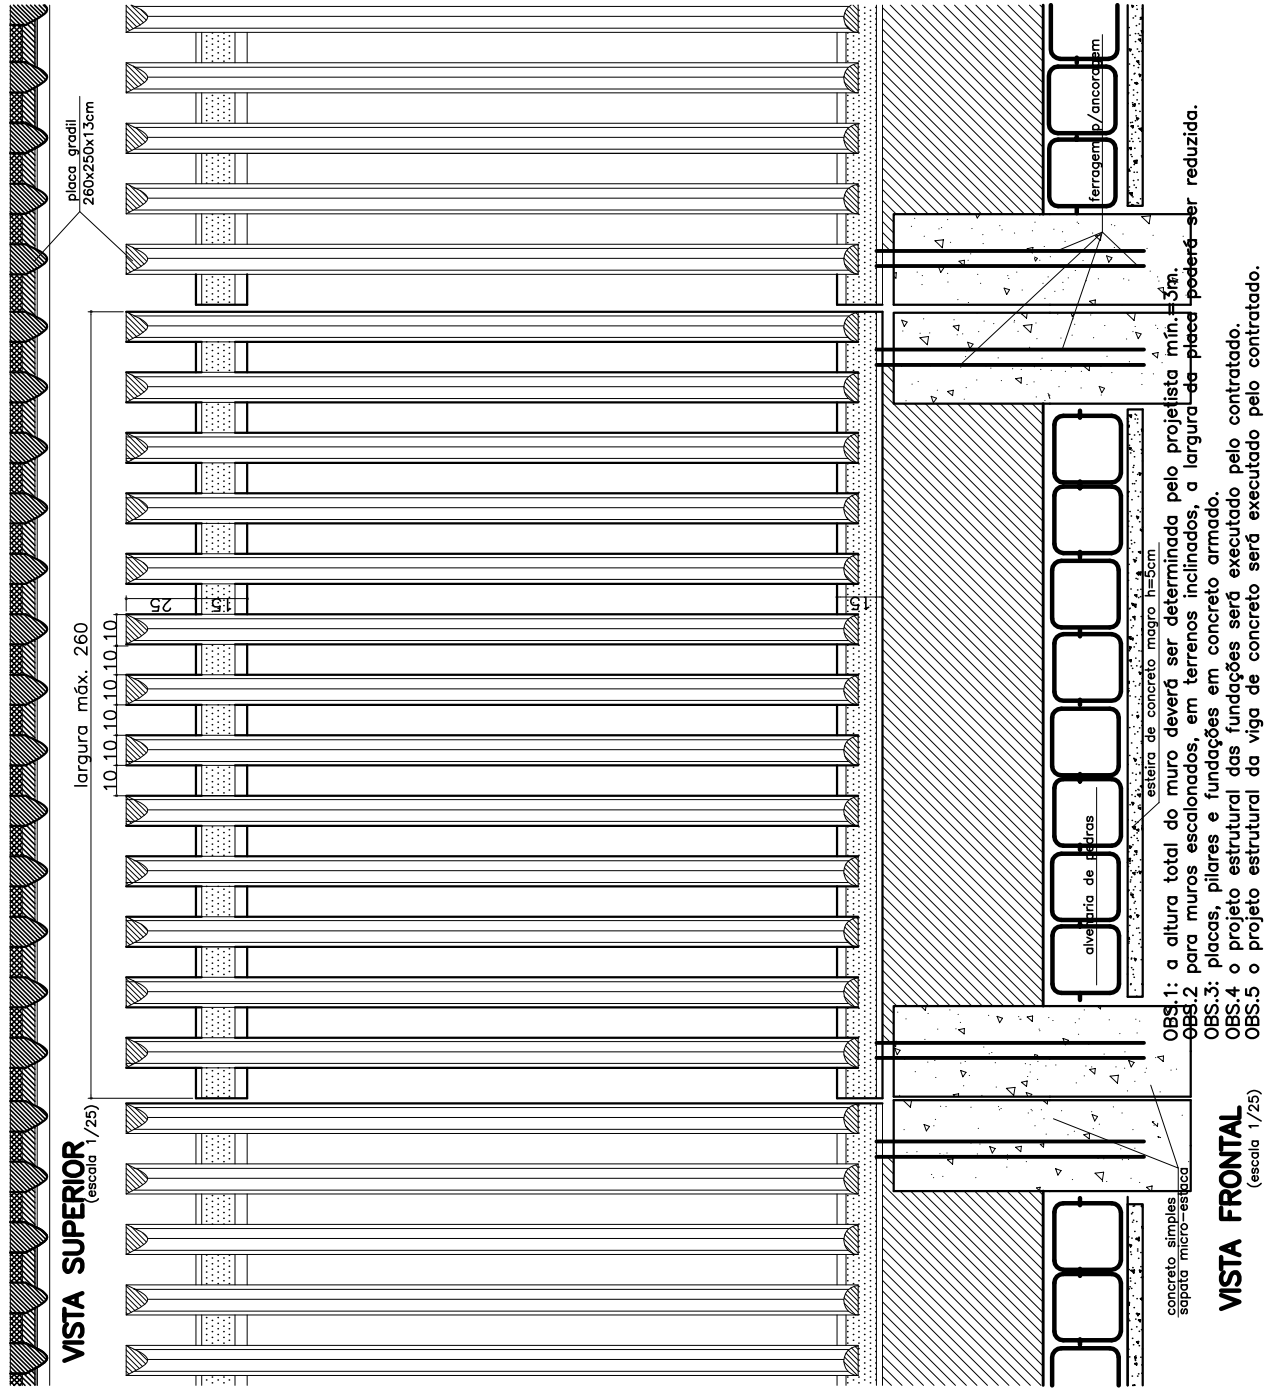 VISTA SUPERIOR
(escala 1/25)
placa gradil
260x250x13cm
largura máx. 260
10 10 10 10 10 10
25
15
15
ferragem p/ancoragem
alvenaria de pedras
esteira de concreto magro h=5cm
concreto simples
sapata micro-estaca
OBS.1: a altura total do muro deverá ser determinada pelo projetista mín.=3m.
OBS.2 para muros escalonados, em terrenos inclinados, a largura da placa poderá ser reduzida.
OBS.3: placas, pilares e fundações em concreto armado.
OBS.4 o projeto estrutural das fundações será executado pelo contratado.
OBS.5 o projeto estrutural da viga de concreto será executado pelo contratado.
VISTA FRONTAL
(escala 1/25)